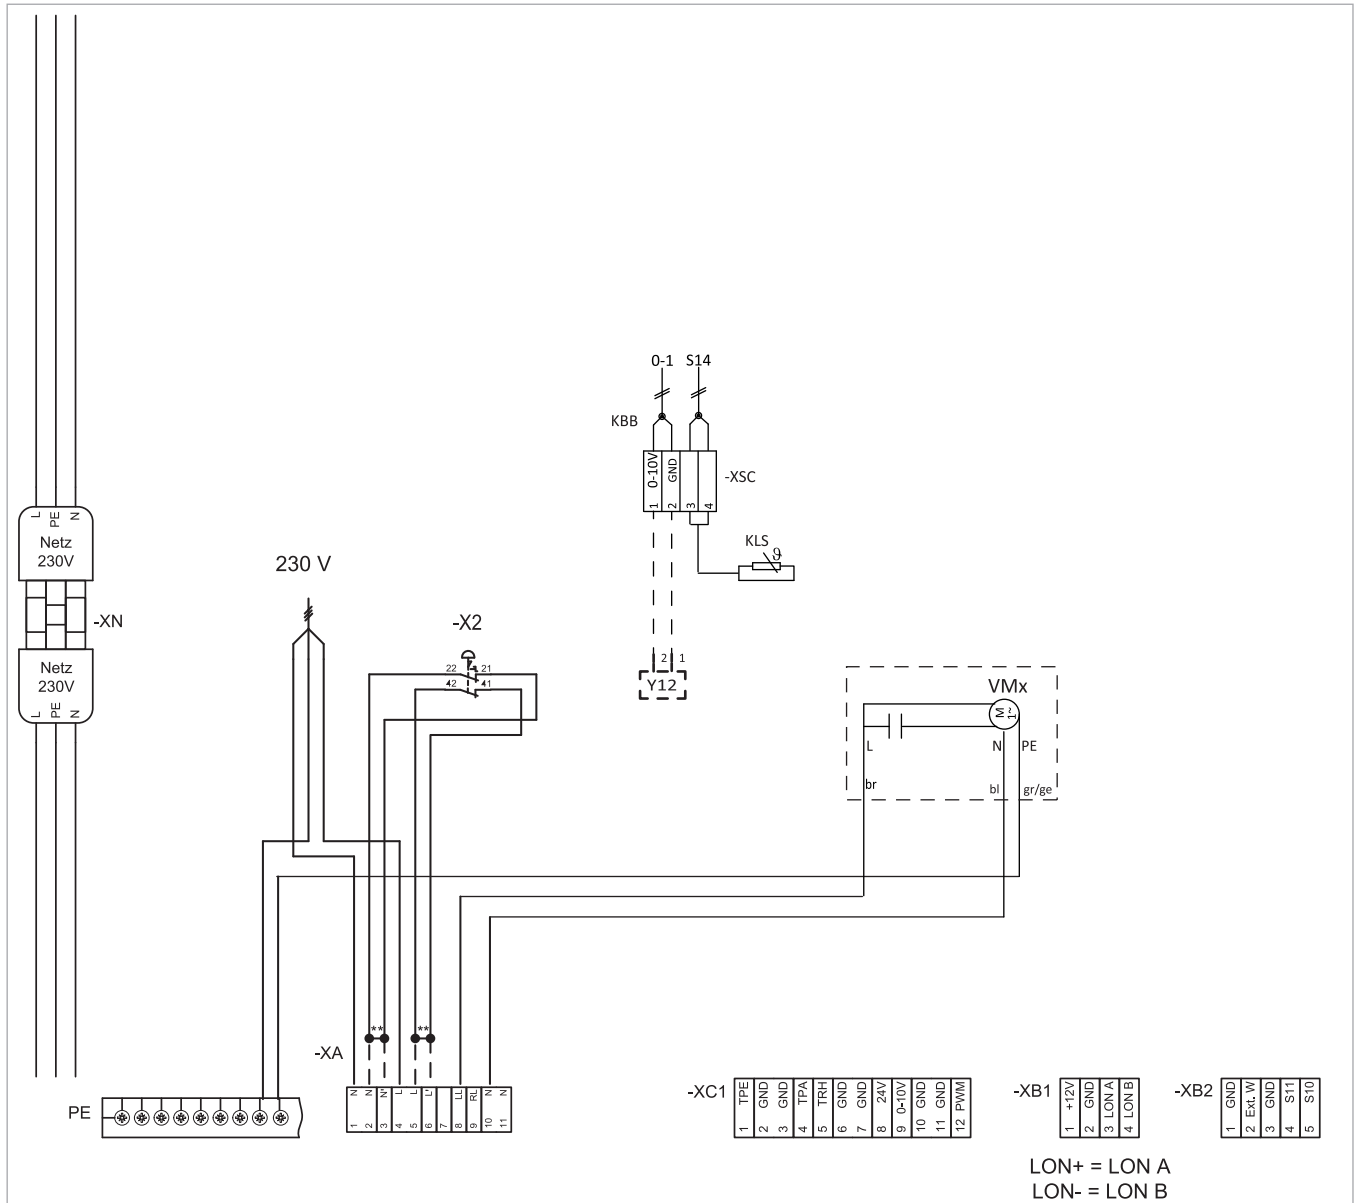 L PE N
Netz
230V
-XN
Netz
230V
L PE N
230 V
-X2
22 21
42 41
0-1 S14
KBB
0-10V GND
1 2 3 4
-XSC
KLS
ϑ
2 1
Y12
VMx
M
1~
L N PE
br bl gr/ge
** **
-XA
N N N' L L L' LL RL N N
1 2 3 4 5 6 7 8 9 10 11
PE
-XC1
1 TPE
2 GND
3 GND
4 TPA
5 TRH
6 GND
7 GND
8 24V
9 0-10V
10 GND
11 GND
12 PWM
-XB1
1 +12V
2 GND
3 LON A
4 LON B
LON+ = LON A
LON- = LON B
-XB2
1 GND
2 Ext. W
3 GND
4 S11
5 S10